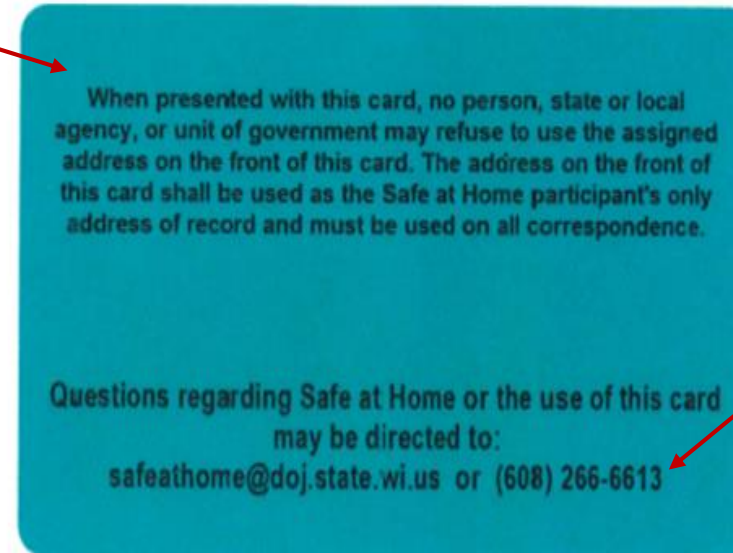 When presented with this card, no person, state or local
agency, or unit of government may refuse to use the assigned
address on the front of this card. The address on the front of
this card shall be used as the Safe at Home participant's only
address of record and must be used on all correspondence.
Questions regarding Safe at Home or the use of this card
may be directed to:
safeathome@doj.state.wi.us or (608) 266-6613